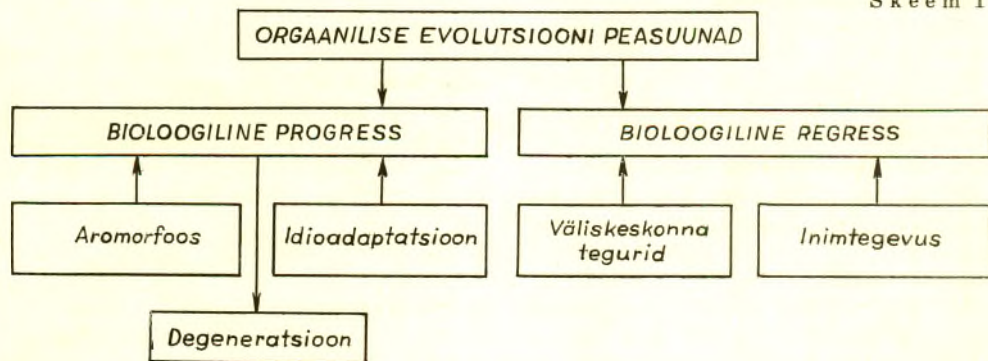 Skeem 1
ORGAANILISE EVOLUTSIOONI PEASUUNAD
BIOLOOGILINE PROGRESS
BIOLOOGILINE REGRESS
Aromorfoos
Idioadaptatsioon
Väliskeskonna
tegurid
Inimtegevus
Degeneratsioon